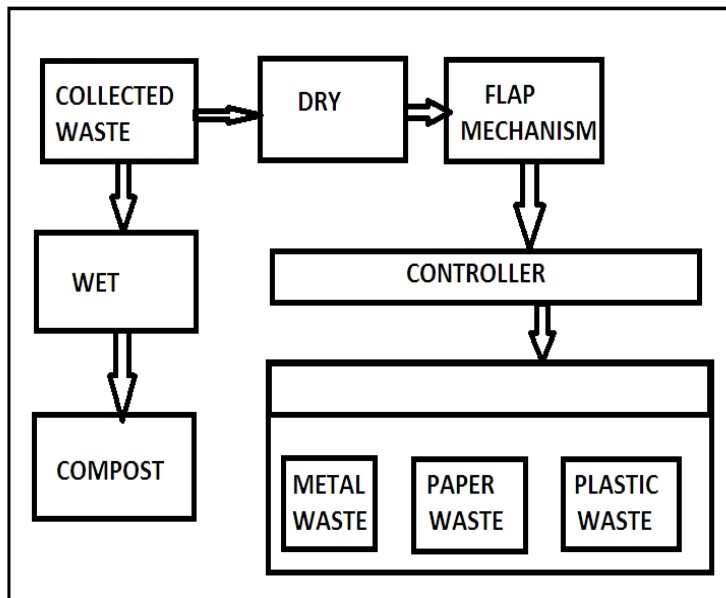 COLLECTED
WASTE
DRY
FLAP
MECHANISM
WET
CONTROLLER
COMPOST
METAL
WASTE
PAPER
WASTE
PLASTIC
WASTE